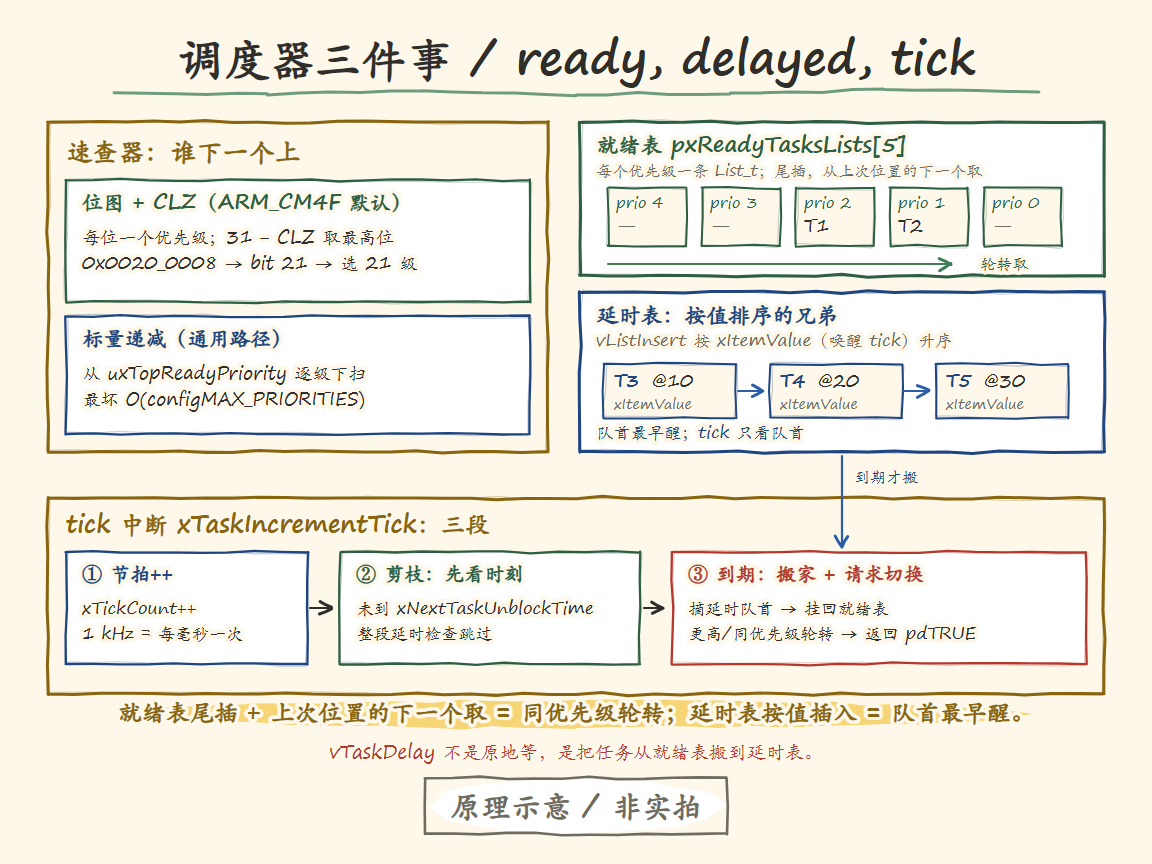 调度器三件事 / ready, delayed, tick
速查器：谁下一个上
位图 + CLZ（ARM_CM4F 默认）
每位一个优先级；31 − CLZ 取最高位
0x0020_0008 → bit 21 → 选 21 级
标量递减（通用路径）
从 uxTopReadyPriority 逐级下扫
最坏 O(configMAX_PRIORITIES)
就绪表 pxReadyTasksLists[5]
每个优先级一条 List_t；尾插，从上次位置的下一个取
prio 4
—
prio 3
—
prio 2
T1
prio 1
T2
prio 0
—
轮转取
延时表：按值排序的兄弟
vListInsert 按 xItemValue（唤醒 tick）升序
T3 @10
xItemValue
T4 @20
xItemValue
T5 @30
xItemValue
队首最早醒；tick 只看队首
到期才搬
tick 中断 xTaskIncrementTick：三段
① 节拍++
xTickCount++
1 kHz = 每毫秒一次
② 剪枝：先看时刻
未到 xNextTaskUnblockTime
整段延时检查跳过
③ 到期：搬家 + 请求切换
摘延时队首 → 挂回就绪表
更高/同优先级轮转 → 返回 pdTRUE
就绪表尾插 + 上次位置的下一个取 = 同优先级轮转；延时表按值插入 = 队首最早醒。
vTaskDelay 不是原地等，是把任务从就绪表搬到延时表。
原理示意 / 非实拍